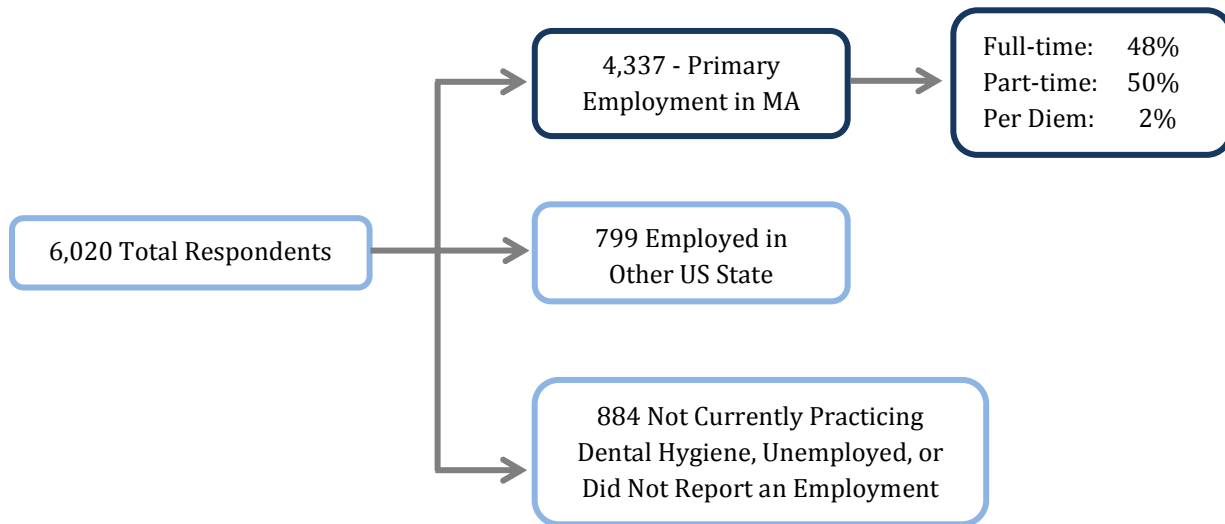 4,337 - Primary
Employment in MA
Full-time: 48%
Part-time: 50%
Per Diem: 2%
6,020 Total Respondents
799 Employed in
Other US State
884 Not Currently Practicing
Dental Hygiene, Unemployed, or
Did Not Report an Employment